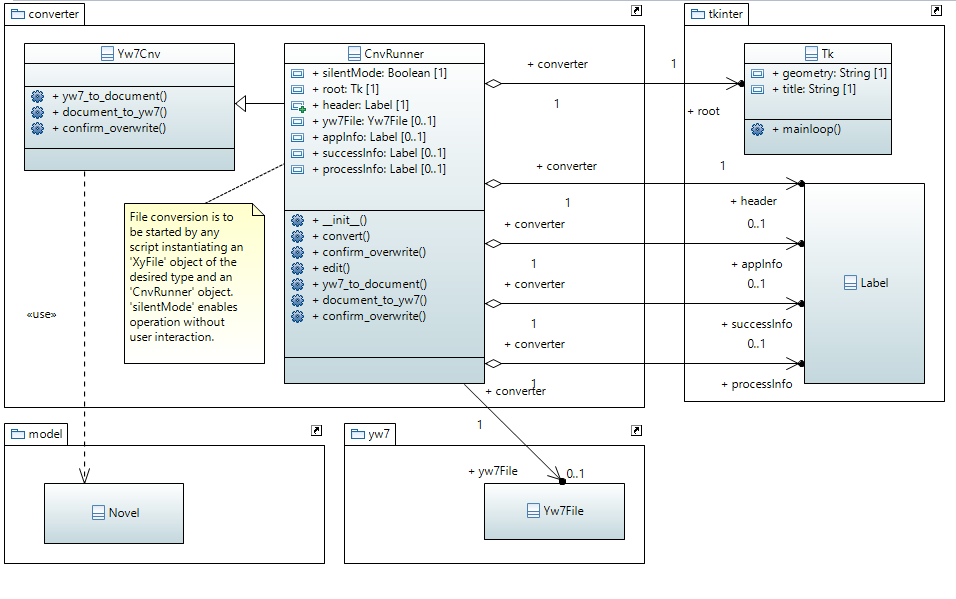 converter
Yw7Cnv
+ yw7_to_document()
+ document_to_yw7()
+ confirm_overwrite()
CnvRunner
+ silentMode: Boolean [1]
+ root: Tk [1]
+ header: Label [1]
+ yw7File: Yw7File [0..1]
+ appInfo: Label [0..1]
+ successInfo: Label [0..1]
+ processInfo: Label [0..1]
+ __init__()
+ convert()
+ confirm_overwrite()
+ edit()
+ yw7_to_document()
+ document_to_yw7()
+ confirm_overwrite()
File conversion is to
be started by any
script instantiating an
'XyFile' object of the
desired type and an
'CnvRunner' object.
'silentMode' enables
operation without
user interaction.
«use»
+ converter
1
1
+ root
+ converter
1
1
+ header
+ converter
0..1
1
+ appInfo
+ converter
0..1
1
+ successInfo
+ converter
0..1
1
+ processInfo
+ converter
1
+ yw7File
0..1
tkinter
Tk
+ geometry: String [1]
+ title: String [1]
+ mainloop()
Label
model
Novel
yw7
Yw7File